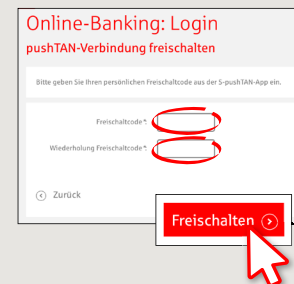 Online-Banking: Login
pushTAN-Verbindung freischalten
Bitte geben Sie Ihren persönlichen Freischaltcode aus der S-pushTAN-App ein.
Freischaltcode*:
Wiederholung Freischaltcode*:
Zurück
Freischalten